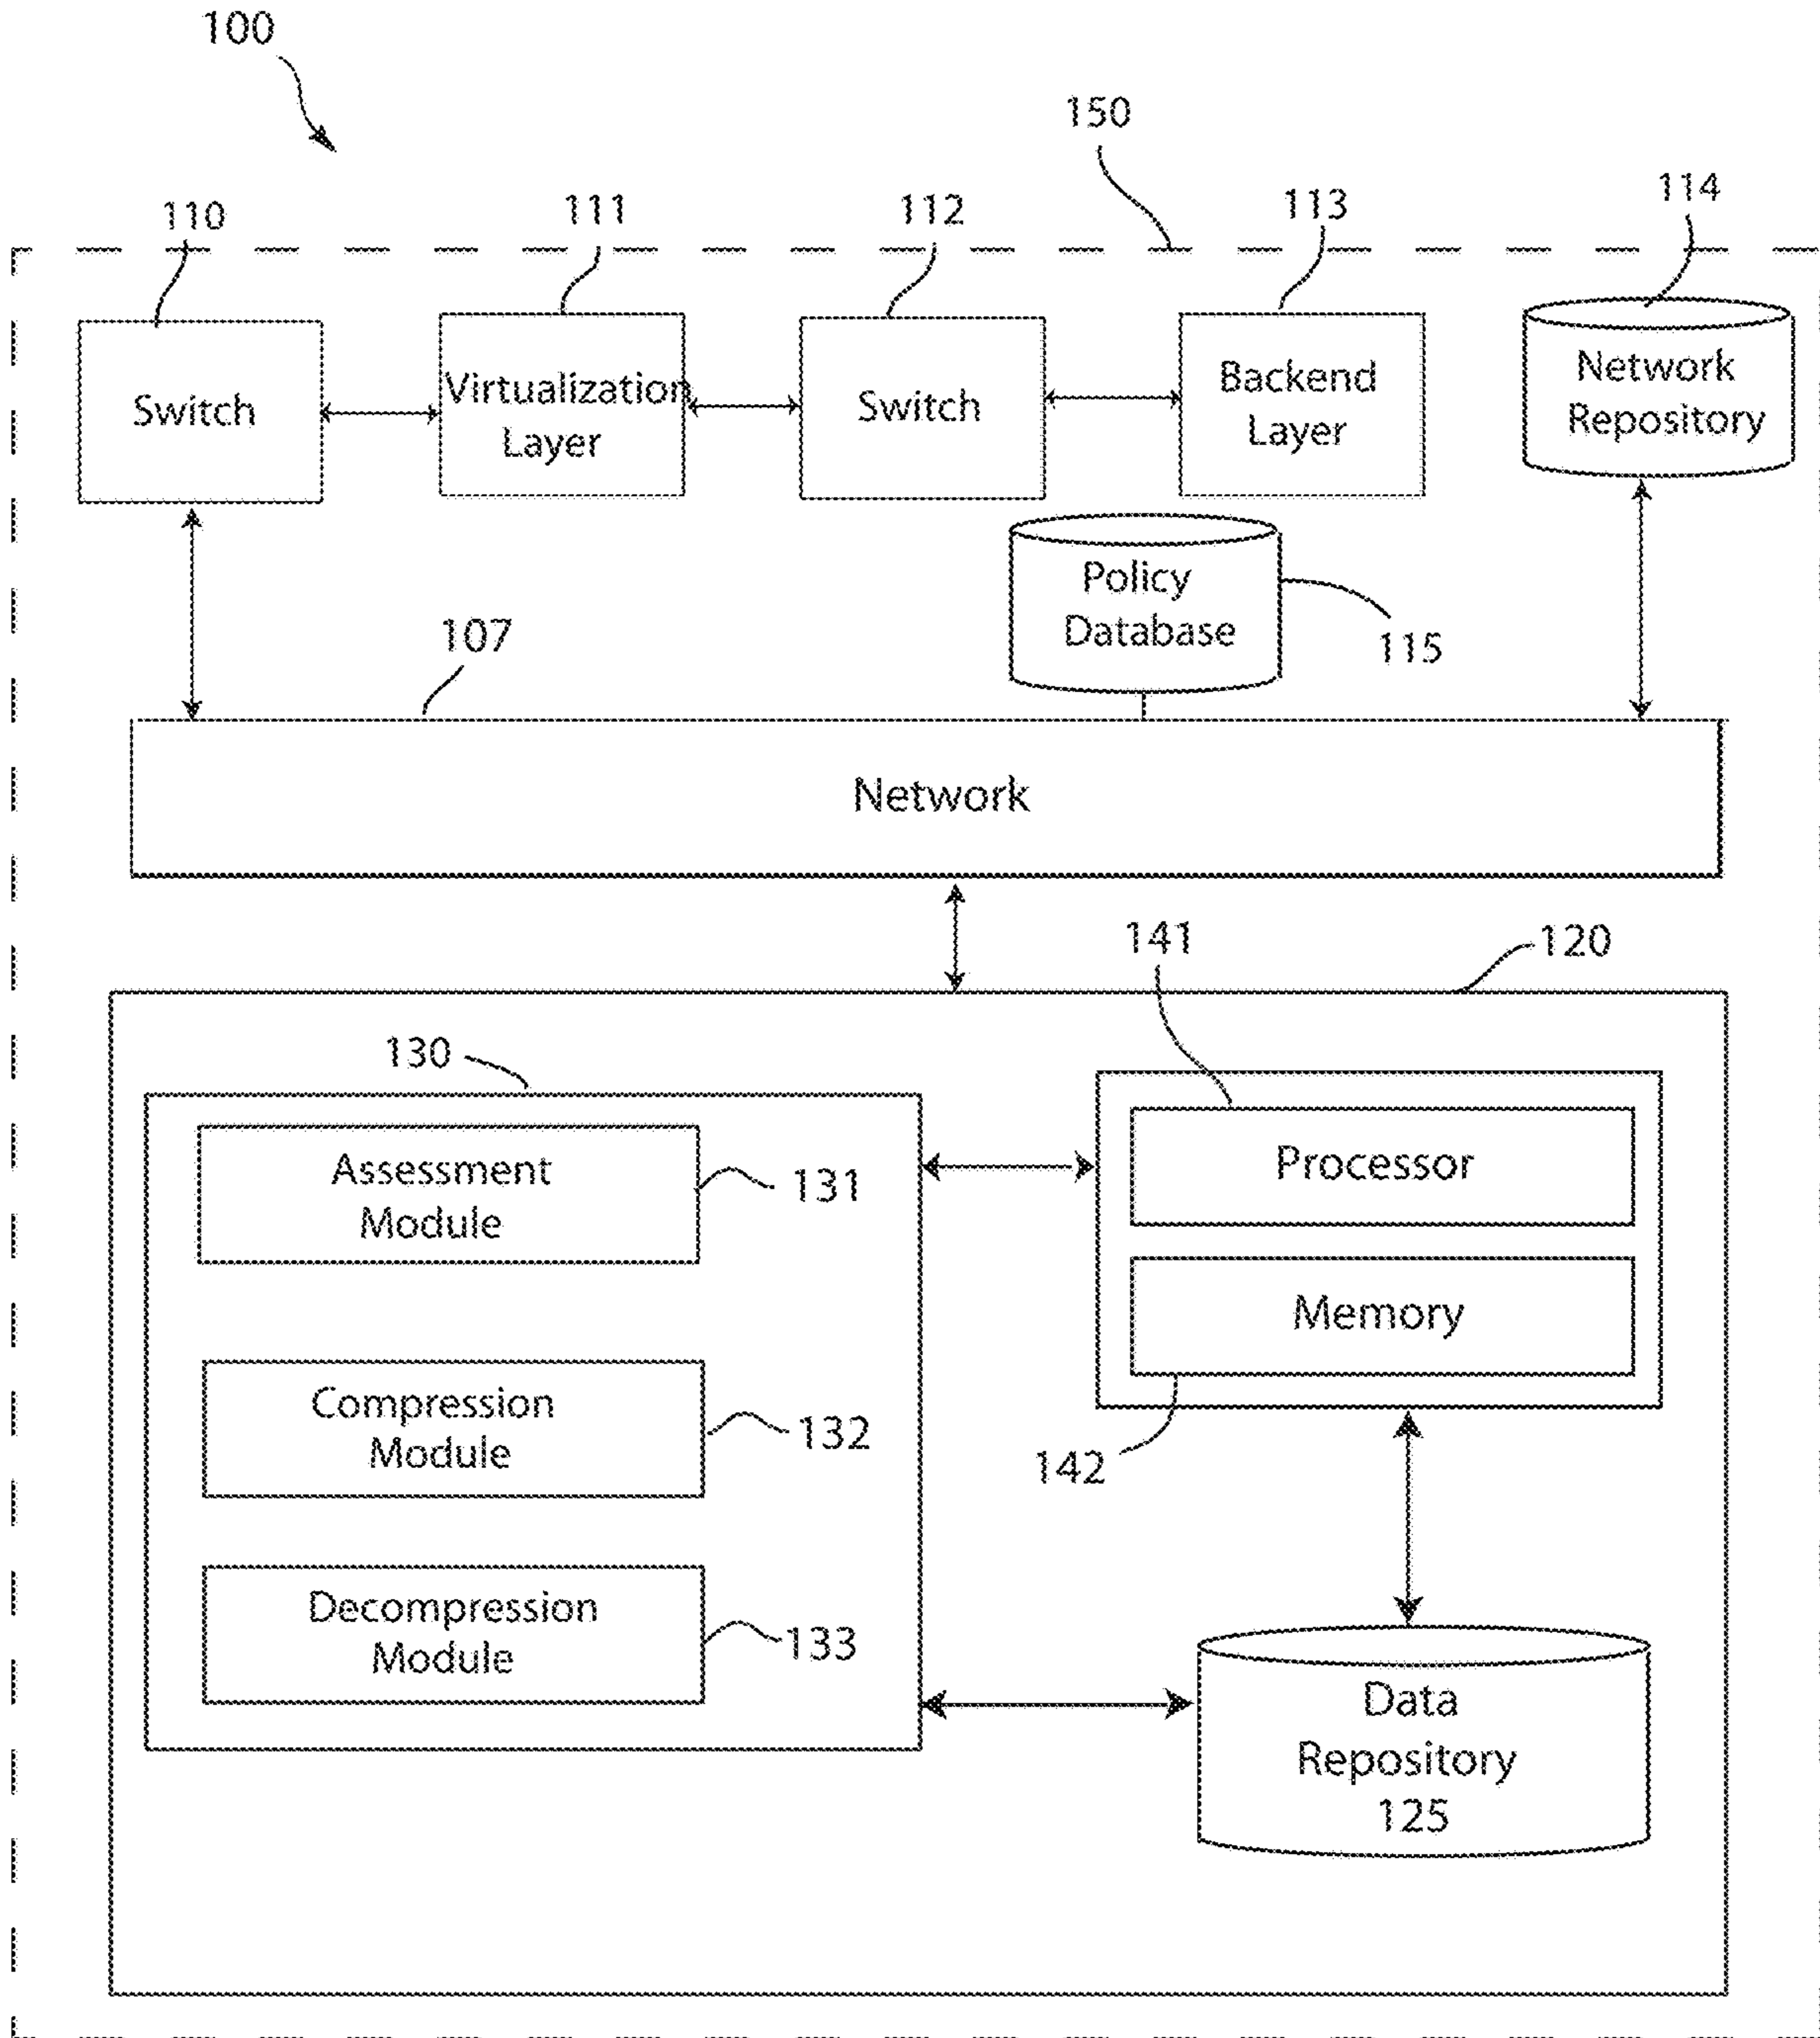 100
150
110
111
112
113
114
Switch
Virtualization
Layer
Switch
Backend
Layer
Network
Repository
Policy
Database
115
107
Network
141
120
130
Assessment
Module
131
Processor
Memory
Compression
Module
132
142
Decompression
Module
133
Data
Repository
125